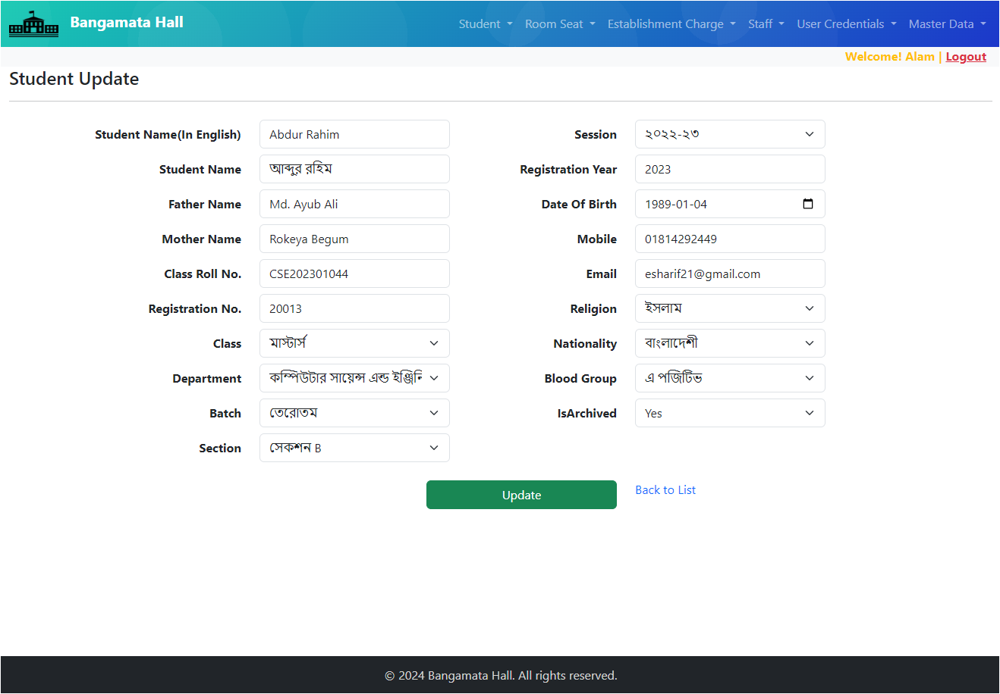 Bangamata Hall
Student Room Seat Establishment Charge Staff User Credentials Master Data
Welcome! Alam | Logout
Student Update
Student Name(In English) Abdur Rahim Session ২০২২-২৩
Student Name আব্দুর রহিম Registration Year 2023
Father Name Md. Ayub Ali Date Of Birth 1989-01-04
Mother Name Rokeya Begum Mobile 01814292449
Class Roll No. CSE202301044 Email esharif21@gmail.com
Registration No. 20013 Religion ইসলাম
Class মাস্টার্স Nationality বাংলাদেশী
Department কম্পিউটার সায়েন্স এন্ড Blood Group এ পজিটিভ
Batch তেরোতম IsArchived Yes
Section সেকশন B
Update Back to List
© 2024 Bangamata Hall. All rights reserved.